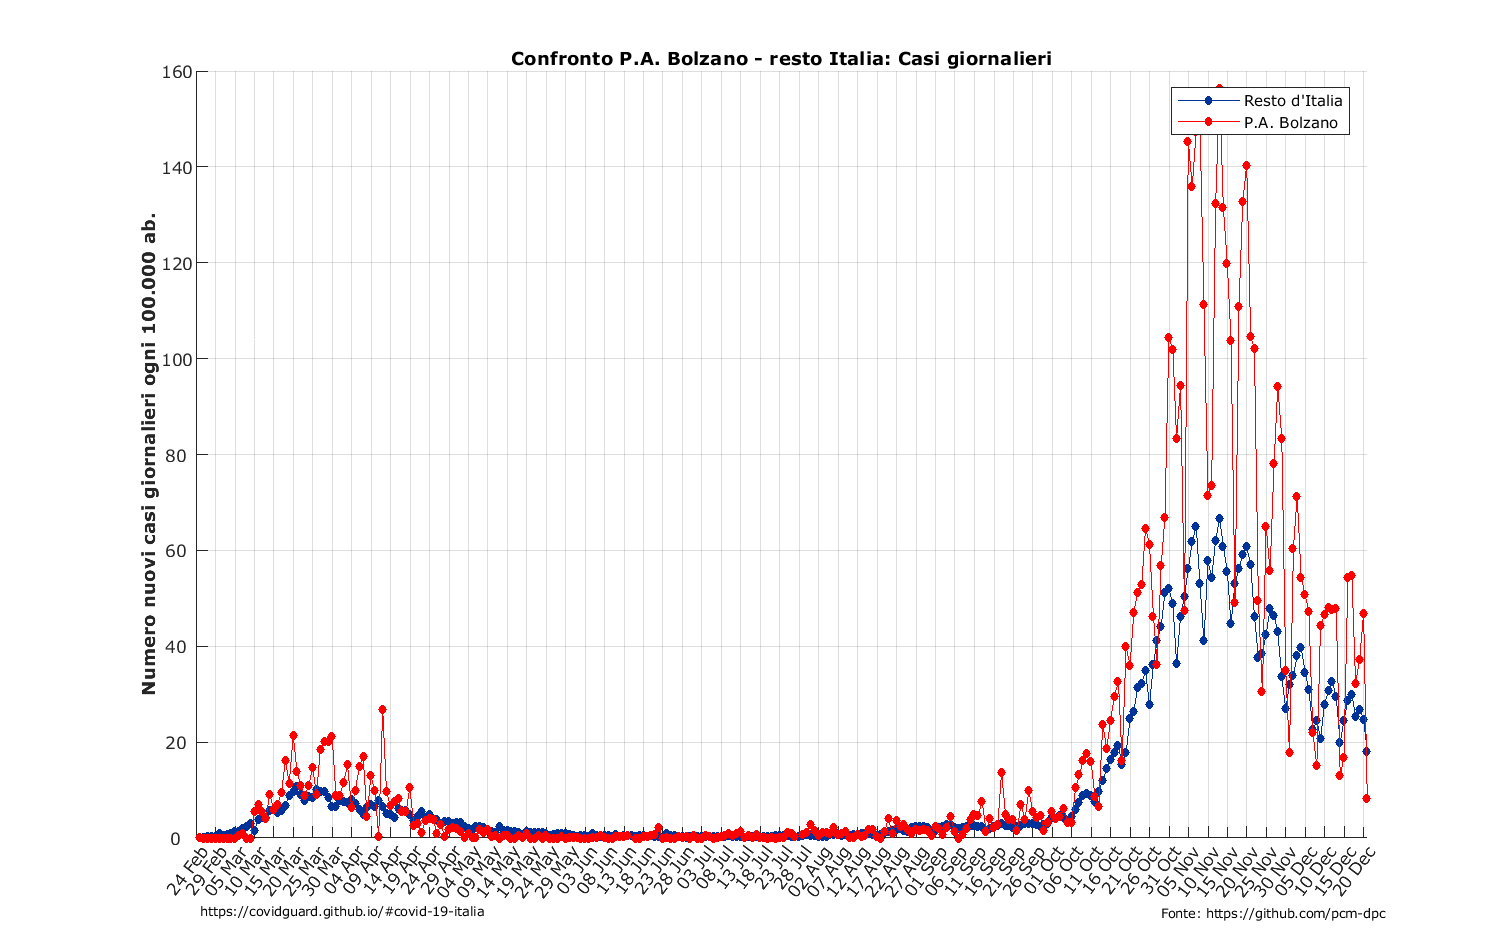 Confronto P.A. Bolzano - resto Italia: Casi giornalieri
Resto d'Italia
P.A. Bolzano
Numero nuovi casi giornalieri ogni 100.000 ab.
160
140
120
100
80
60
40
20
0
24 Feb
29 Feb
05 Mar
10 Mar
15 Mar
20 Mar
25 Mar
30 Mar
04 Apr
09 Apr
14 Apr
19 Apr
24 Apr
29 Apr
04 May
09 May
14 May
19 May
24 May
29 May
03 Jun
08 Jun
13 Jun
18 Jun
23 Jun
28 Jun
03 Jul
08 Jul
13 Jul
18 Jul
23 Jul
28 Jul
02 Aug
07 Aug
12 Aug
17 Aug
22 Aug
27 Aug
01 Sep
06 Sep
11 Sep
16 Sep
21 Sep
26 Sep
01 Oct
06 Oct
11 Oct
16 Oct
21 Oct
26 Oct
31 Oct
05 Nov
10 Nov
15 Nov
20 Nov
25 Nov
30 Nov
05 Dec
10 Dec
15 Dec
20 Dec
https://covidguard.github.io/#covid-19-italia
Fonte: https://github.com/pcm-dpc